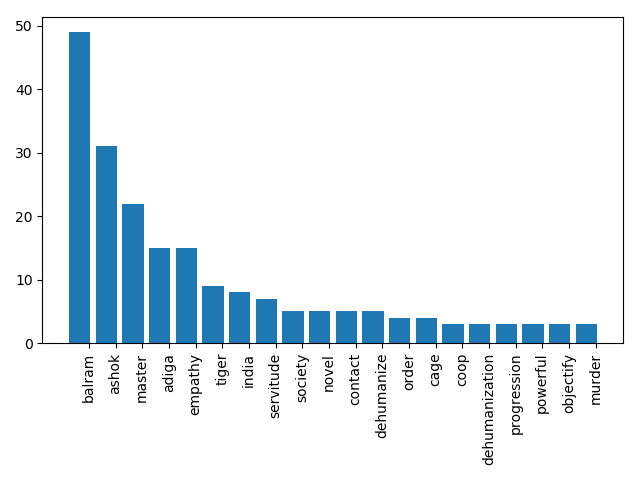 50
40
30
20
10
0
balram
ashok
master
adiga
empathy
tiger
india
servitude
society
novel
contact
dehumanize
order
cage
coop
dehumanization
progression
powerful
objectify
murder